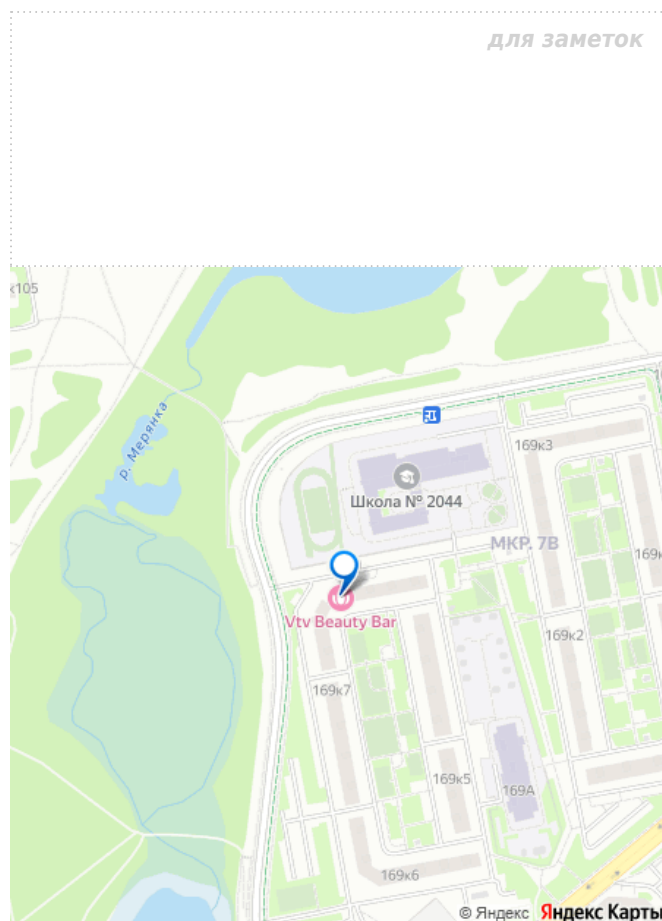 для заметок
к105
р. Мерянка
169к3
Школа № 2044
МКР. 7В
169к
Vtv Beauty Bar
169к2
169к7
169к5
169А
169к6
© Яндекс Яндекс Карты